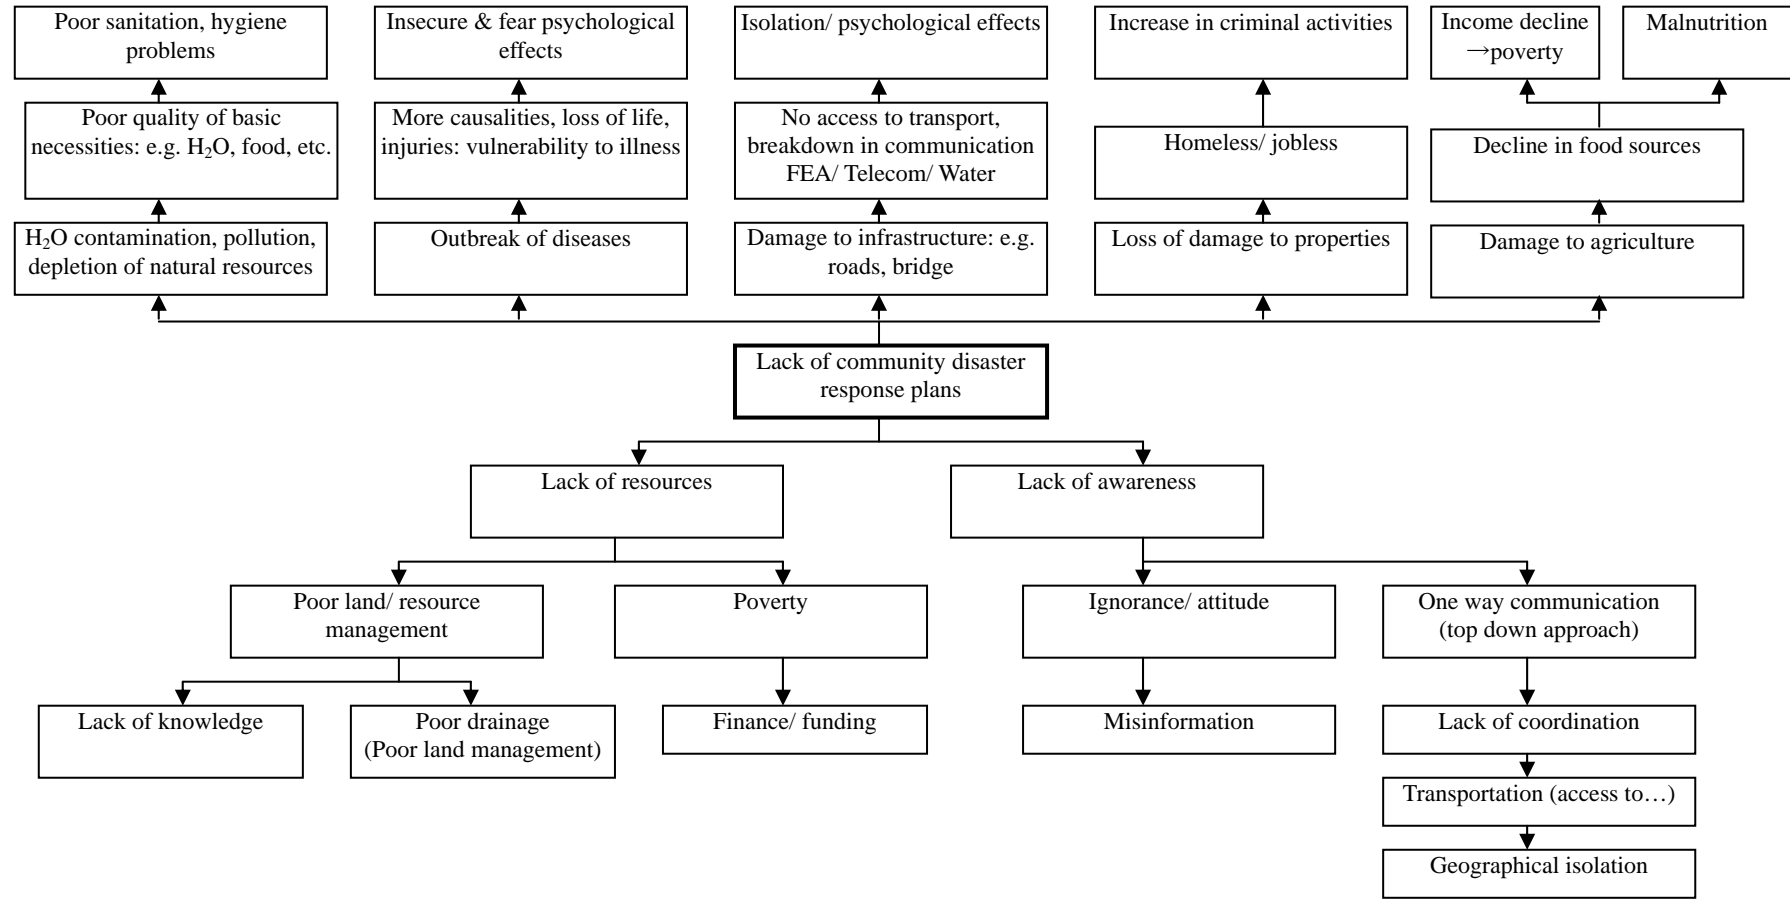 Poor sanitation, hygiene
problems
Insecure & fear psychological
effects
Isolation/ psychological effects
Increase in criminal activities
Income decline
→poverty
Malnutrition
Poor quality of basic
necessities: e.g. H₂O, food, etc.
More causalities, loss of life,
injuries: vulnerability to illness
No access to transport,
breakdown in communication
FEA/ Telecom/ Water
Homeless/ jobless
Decline in food sources
H₂O contamination, pollution,
depletion of natural resources
Outbreak of diseases
Damage to infrastructure: e.g.
roads, bridge
Loss of damage to properties
Damage to agriculture
Lack of community disaster
response plans
Lack of resources
Lack of awareness
Poor land/ resource
management
Poverty
Ignorance/ attitude
One way communication
(top down approach)
Lack of knowledge
Poor drainage
(Poor land management)
Finance/ funding
Misinformation
Lack of coordination
Transportation (access to…)
Geographical isolation